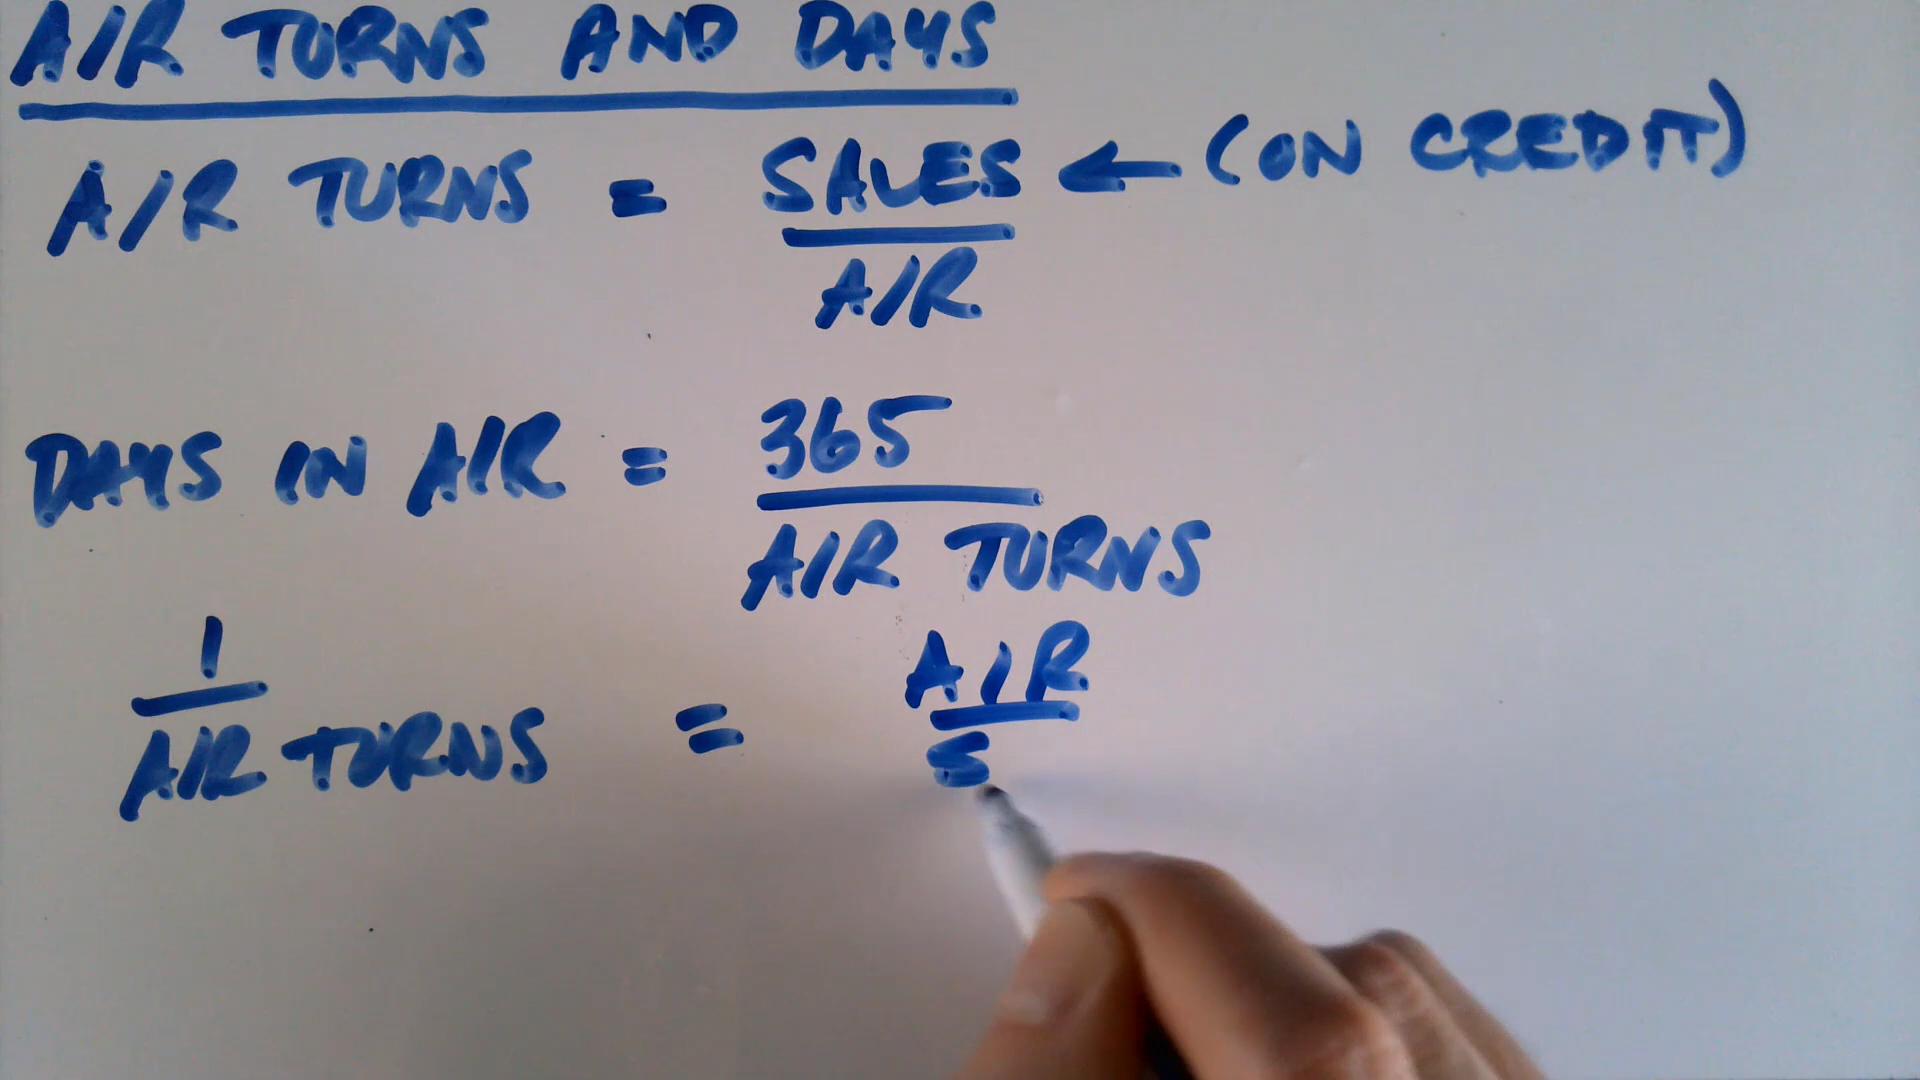 A/R TURNS AND DAYS
A/R TURNS = SALES ← (ON CREDIT)
A/R
DAYS IN A/R = 365
A/R TURNS
1
A/R TURNS = A/R
S